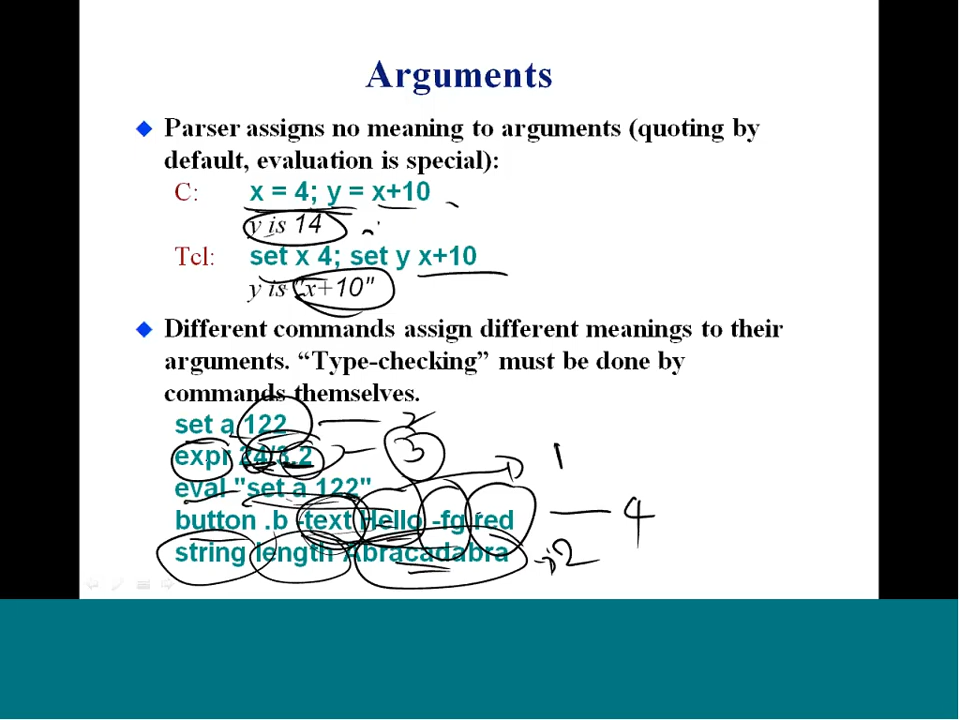 Arguments
Parser assigns no meaning to arguments (quoting by
default, evaluation is special):
C: x = 4; y = x+10
y is 14
Tcl: set x 4; set y x+10
y is "x+10"
Different commands assign different meanings to their
arguments. “Type-checking” must be done by
commands themselves.
set a 122 2
expr 24/3.2 3
eval "set a 122" 1
button .b -text Hello -fg red 4
string length Abracadabra 2